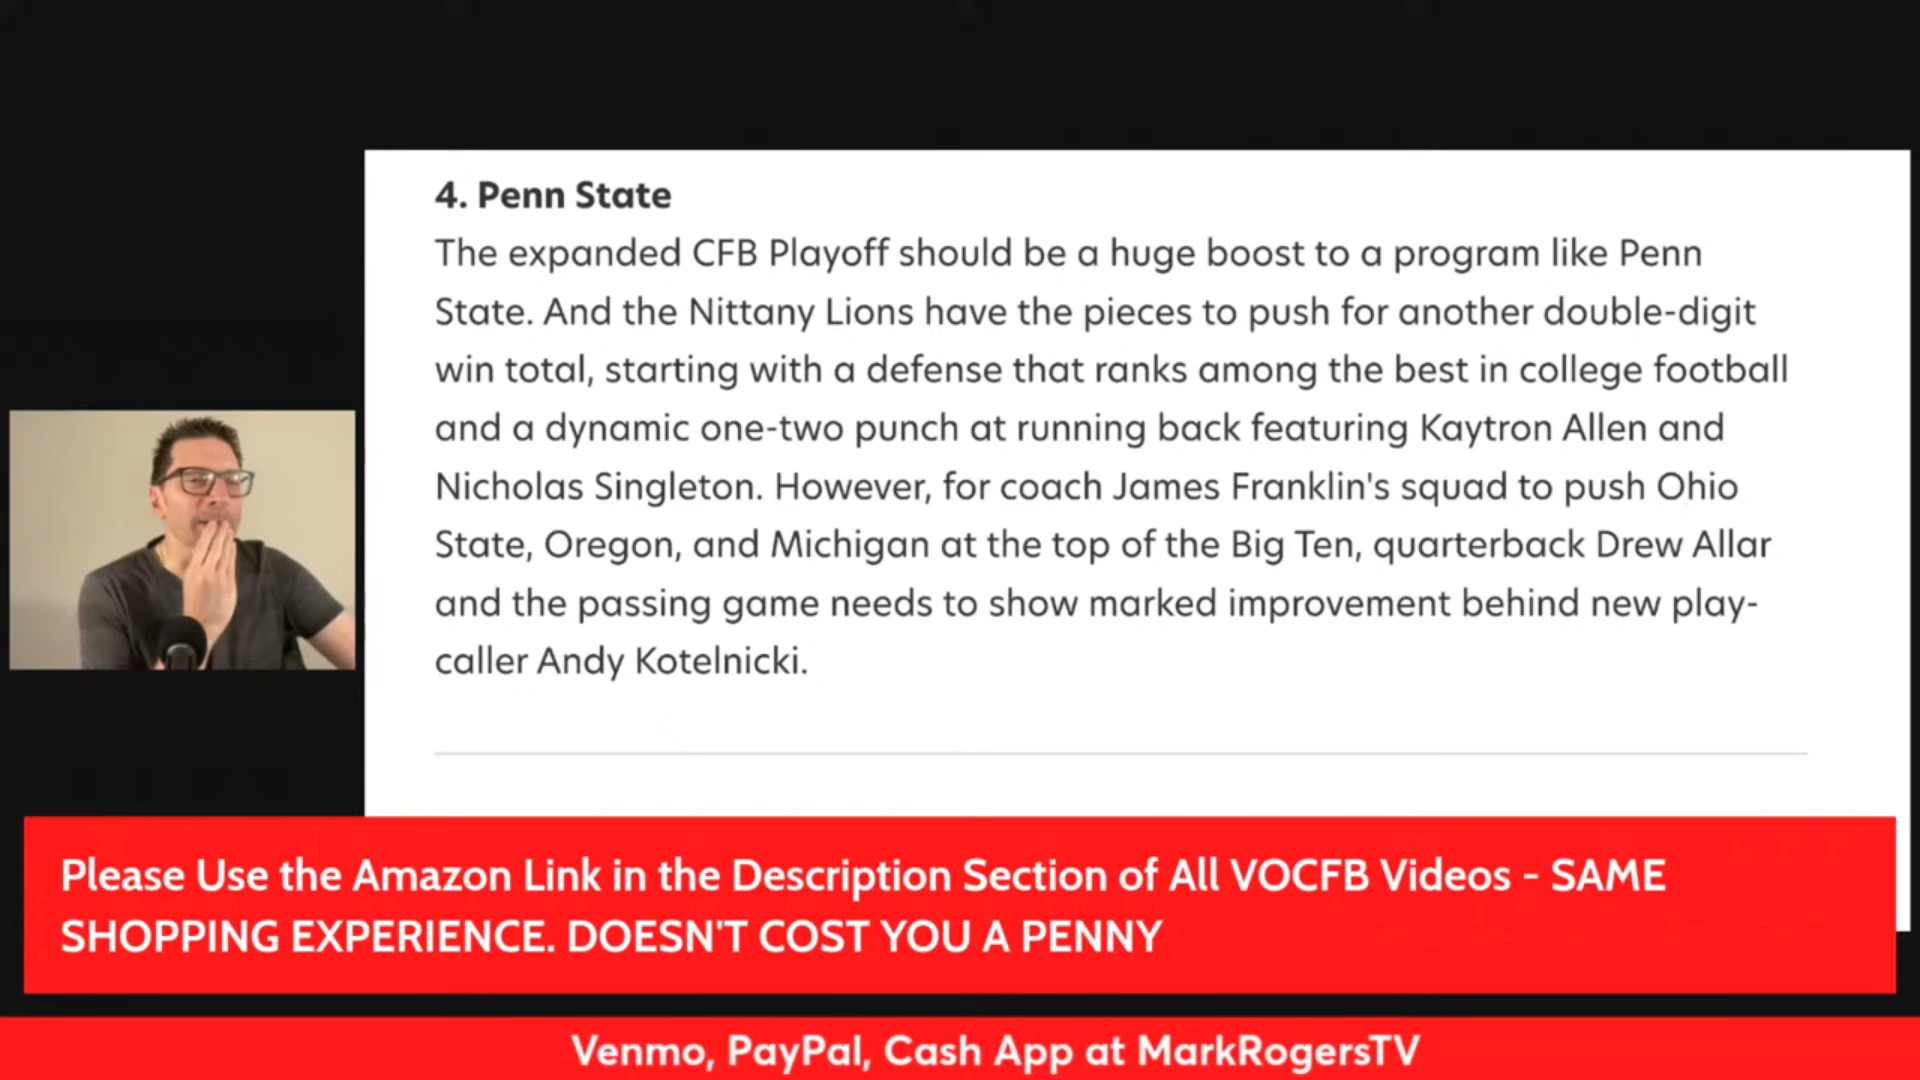 4. Penn State
The expanded CFB Playoff should be a huge boost to a program like Penn
State. And the Nittany Lions have the pieces to push for another double-digit
win total, starting with a defense that ranks among the best in college football
and a dynamic one-two punch at running back featuring Kaytron Allen and
Nicholas Singleton. However, for coach James Franklin's squad to push Ohio
State, Oregon, and Michigan at the top of the Big Ten, quarterback Drew Allar
and the passing game needs to show marked improvement behind new play-
caller Andy Kotelnicki.
Please Use the Amazon Link in the Description Section of All VOCFB Videos - SAME
SHOPPING EXPERIENCE. DOESN'T COST YOU A PENNY
Venmo, PayPal, Cash App at MarkRogersTV